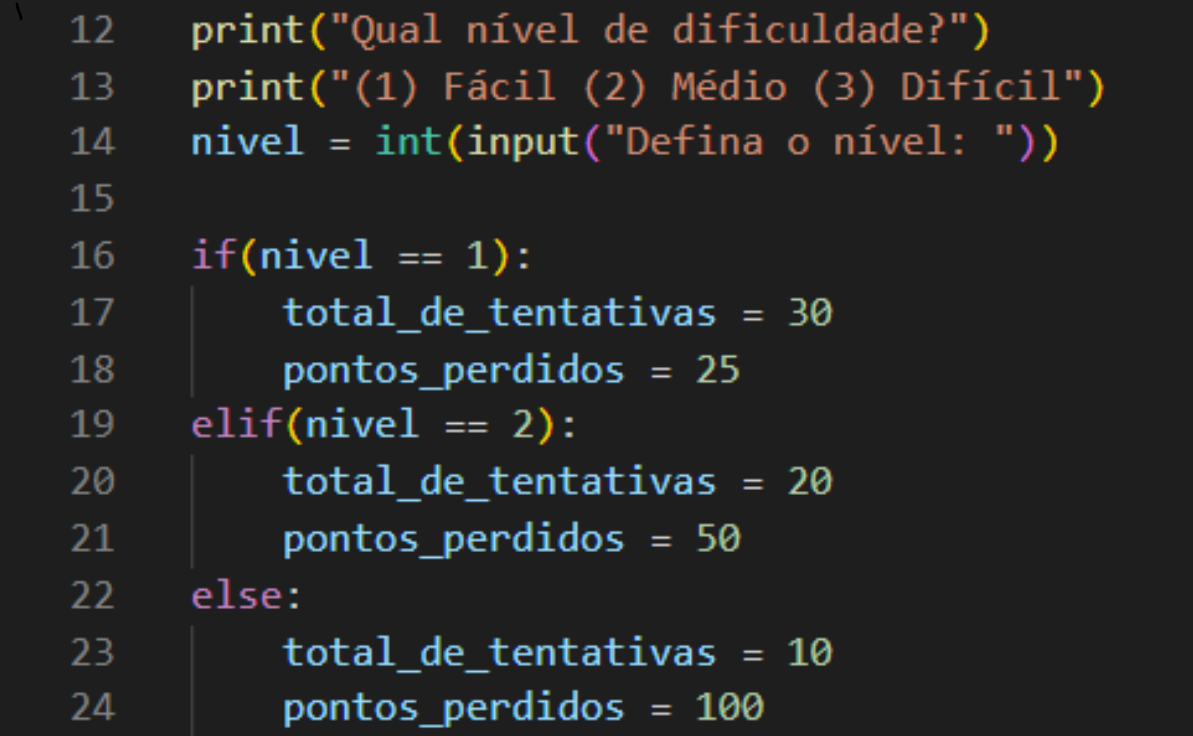 12 print("Qual nível de dificuldade?")
13 print("(1) Fácil (2) Médio (3) Difícil")
14 nivel = int(input("Defina o nível: "))
15
16 if(nivel == 1):
17     total_de_tentativas = 30
18     pontos_perdidos = 25
19 elif(nivel == 2):
20     total_de_tentativas = 20
21     pontos_perdidos = 50
22 else:
23     total_de_tentativas = 10
24     pontos_perdidos = 100